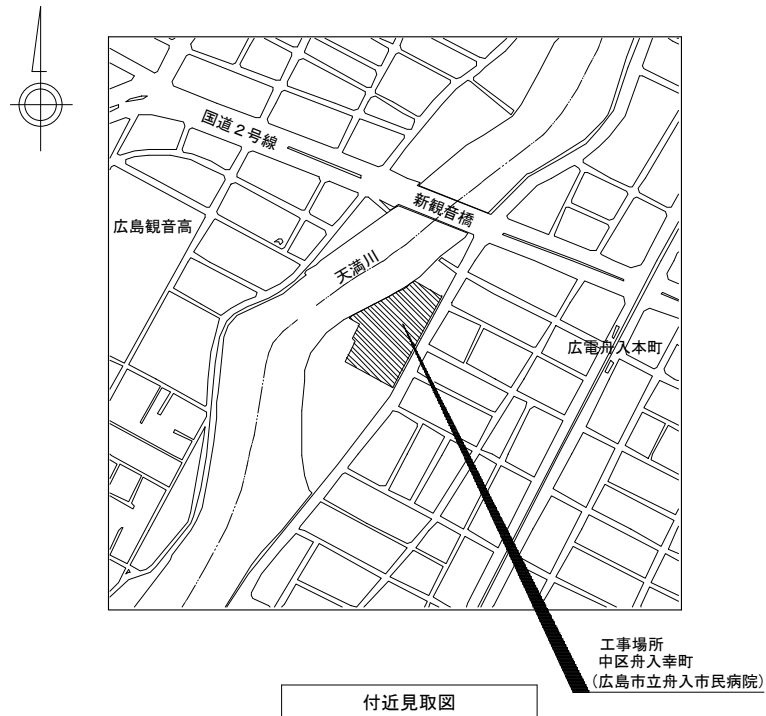 国道２号線
新観音橋
広島観音高
天満川
広電舟入本町
工事場所
中区舟入幸町
(広島市立舟入市民病院)
付近見取図